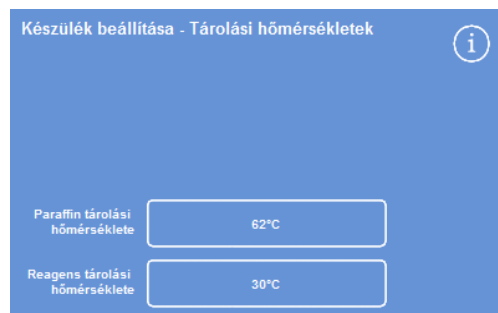 Készülék beállítása - Tárolási hőmérsékletek
i
Paraffin tárolási
hőmérséklete
62°C
Reagens tárolási
hőmérséklete
30°C